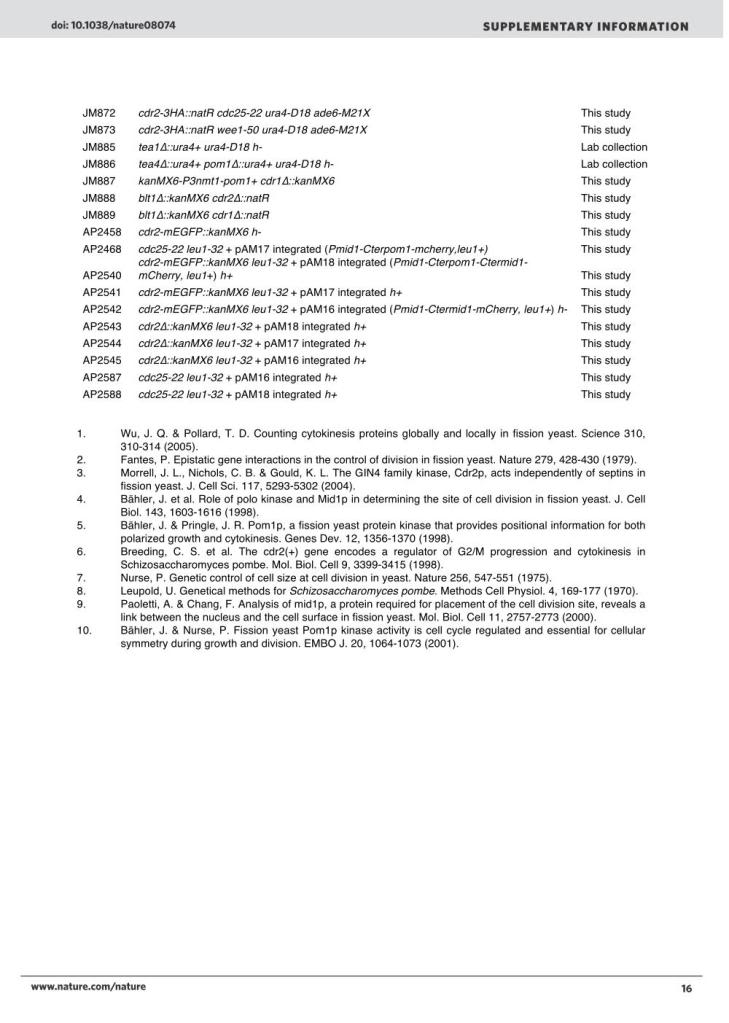 doi: 10.1038/nature08074
SUPPLEMENTARY INFORMATION
JM872 cdr2-3HA::natR cdc25-22 ura4-D18 ade6-M21X This study
JM873 cdr2-3HA::natR wee1-50 ura4-D18 ade6-M21X This study
JM885 tea1Δ::ura4+ ura4-D18 h- Lab collection
JM886 tea4Δ::ura4+ pom1Δ::ura4+ ura4-D18 h- Lab collection
JM887 kanMX6-P3nmt1-pom1+ cdr1Δ::kanMX6 This study
JM888 blt1Δ::kanMX6 cdr2Δ::natR This study
JM889 blt1Δ::kanMX6 cdr1Δ::natR This study
AP2458 cdr2-mEGFP::kanMX6 h- This study
AP2468 cdc25-22 leu1-32 + pAM17 integrated (Pmid1-Cterpom1-mcherry,leu1+) This study
cdr2-mEGFP::kanMX6 leu1-32 + pAM18 integrated (Pmid1-Cterpom1-Ctermid1-
AP2540 mCherry, leu1+) h+ This study
AP2541 cdr2-mEGFP::kanMX6 leu1-32 + pAM17 integrated h+ This study
AP2542 cdr2-mEGFP::kanMX6 leu1-32 + pAM16 integrated (Pmid1-Ctermid1-mCherry, leu1+) h- This study
AP2543 cdr2Δ::kanMX6 leu1-32 + pAM18 integrated h+ This study
AP2544 cdr2Δ::kanMX6 leu1-32 + pAM17 integrated h+ This study
AP2545 cdr2Δ::kanMX6 leu1-32 + pAM16 integrated h+ This study
AP2587 cdc25-22 leu1-32 + pAM16 integrated h+ This study
AP2588 cdc25-22 leu1-32 + pAM18 integrated h+ This study
1. Wu, J. Q. & Pollard, T. D. Counting cytokinesis proteins globally and locally in fission yeast. Science 310,
310-314 (2005).
2. Fantes, P. Epistatic gene interactions in the control of division in fission yeast. Nature 279, 428-430 (1979).
3. Morrell, J. L., Nichols, C. B. & Gould, K. L. The GIN4 family kinase, Cdr2p, acts independently of septins in
fission yeast. J. Cell Sci. 117, 5293-5302 (2004).
4. Bähler, J. et al. Role of polo kinase and Mid1p in determining the site of cell division in fission yeast. J. Cell
Biol. 143, 1603-1616 (1998).
5. Bähler, J. & Pringle, J. R. Pom1p, a fission yeast protein kinase that provides positional information for both
polarized growth and cytokinesis. Genes Dev. 12, 1356-1370 (1998).
6. Breeding, C. S. et al. The cdr2(+) gene encodes a regulator of G2/M progression and cytokinesis in
Schizosaccharomyces pombe. Mol. Biol. Cell 9, 3399-3415 (1998).
7. Nurse, P. Genetic control of cell size at cell division in yeast. Nature 256, 547-551 (1975).
8. Leupold, U. Genetical methods for Schizosaccharomyces pombe. Methods Cell Physiol. 4, 169-177 (1970).
9. Paoletti, A. & Chang, F. Analysis of mid1p, a protein required for placement of the cell division site, reveals a
link between the nucleus and the cell surface in fission yeast. Mol. Biol. Cell 11, 2757-2773 (2000).
10. Bähler, J. & Nurse, P. Fission yeast Pom1p kinase activity is cell cycle regulated and essential for cellular
symmetry during growth and division. EMBO J. 20, 1064-1073 (2001).
www.nature.com/nature
16